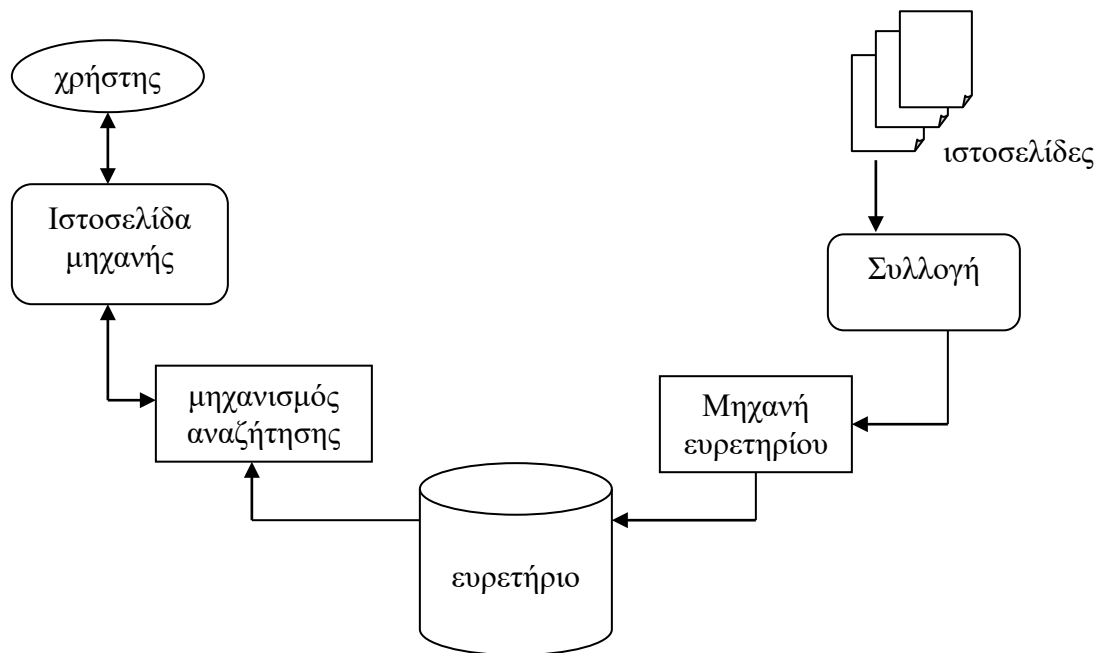 χρήστης
ιστοσελίδες
Ιστοσελίδα
μηχανής
Συλλογή
μηχανισμός
αναζήτησης
Μηχανή
ευρετηρίου
ευρετήριο